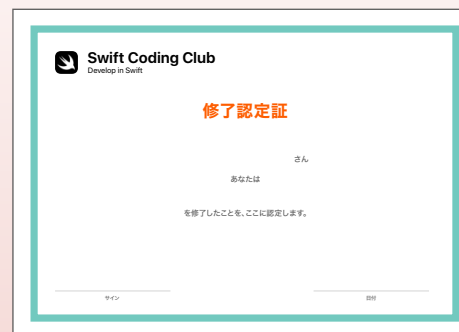 Swift Coding Club
Develop in Swift
修了認定証
さん
あなたは
を修了したことを、ここに認定します。
サイン
日付